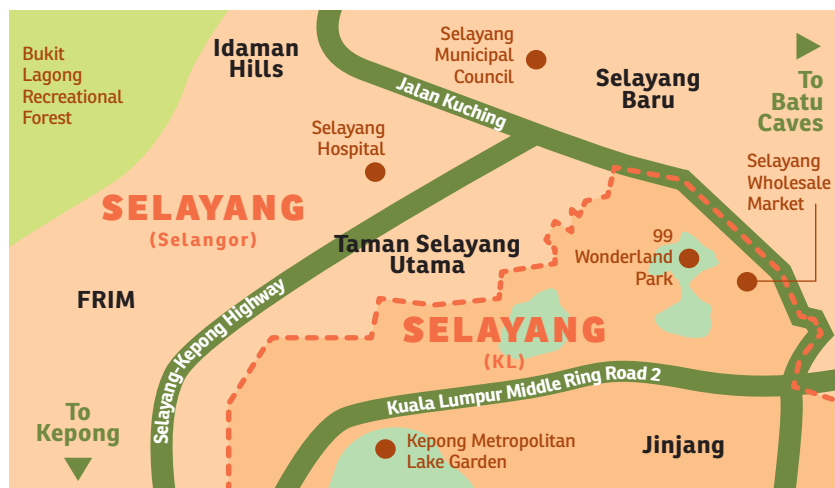 Bukit
Lagong
Recreational
Forest
Idaman
Hills
Selayang
Municipal
Council
Jalan Kuching
Selayang
Baru
To
Batu
Caves
Selayang
Hospital
Selayang
Wholesale
Market
SELAYANG
(Selangor)
Taman Selayang
Utama
99
Wonderland
Park
FRIM
Selayang-Kepong Highway
SELAYANG
(KL)
Kuala Lumpur Middle Ring Road 2
To
Kepong
Kepong Metropolitan
Lake Garden
Jinjang